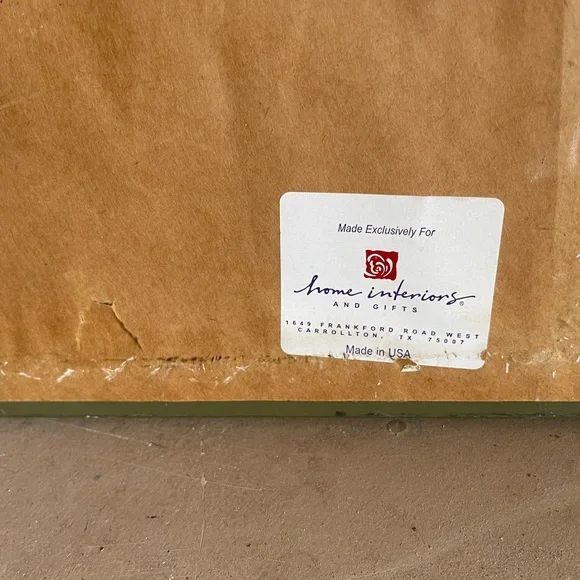 Made Exclusively For
home interiors®
AND GIFTS
1649 FRANKFORD ROAD WEST
CARROLLTON, TX 75007
Made in USA